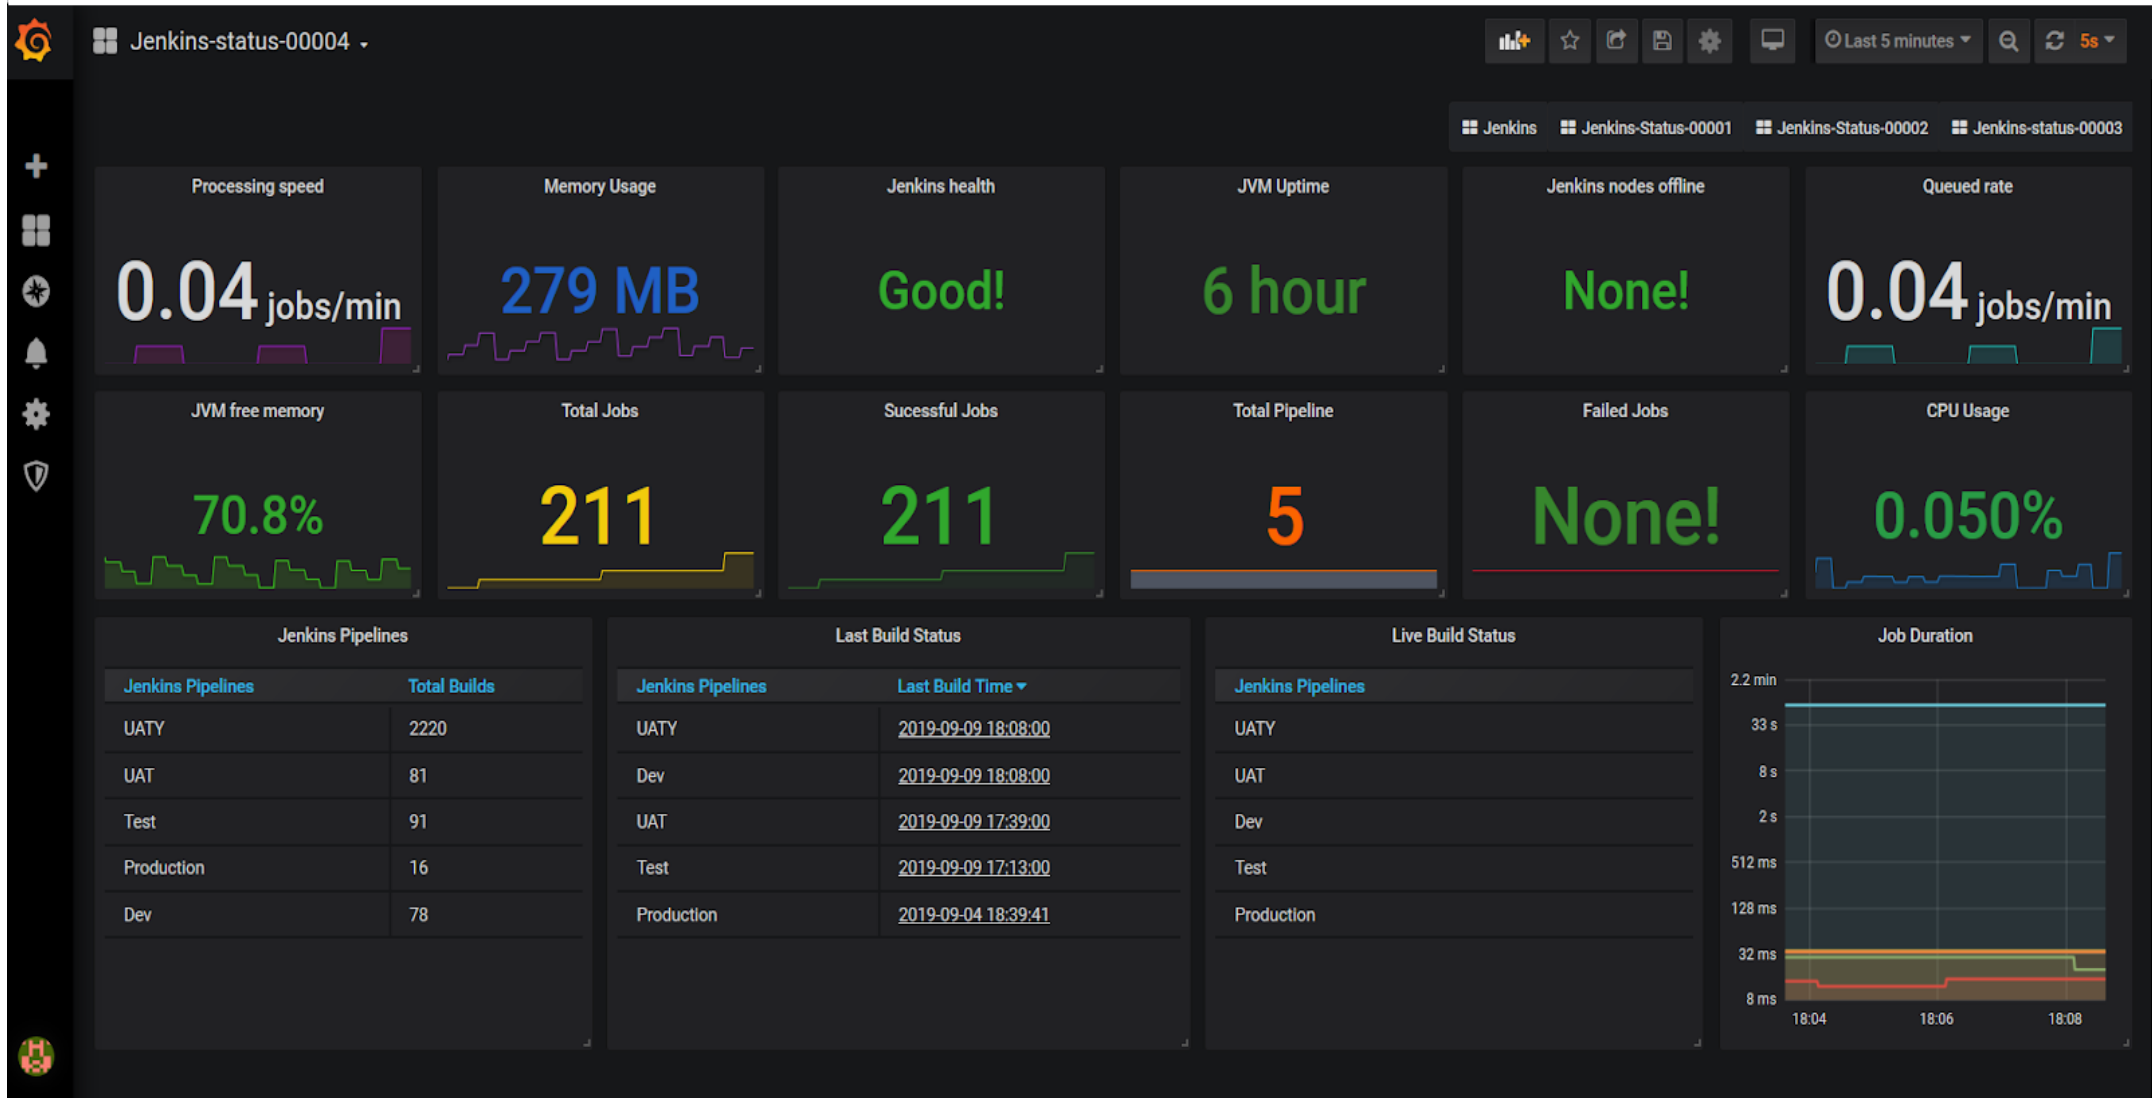 Jenkins-status-00004
Last 5 minutes
5s
Jenkins
Jenkins-Status-00001
Jenkins-Status-00002
Jenkins-status-00003
Processing speed
0.04 jobs/min
Memory Usage
279 MB
Jenkins health
Good!
JVM Uptime
6 hour
Jenkins nodes offline
None!
Queued rate
0.04 jobs/min
JVM free memory
70.8%
Total Jobs
211
Sucessful Jobs
211
Total Pipeline
5
Failed Jobs
None!
CPU Usage
0.050%
Jenkins Pipelines
Jenkins Pipelines Total Builds
UATY 2220
UAT 81
Test 91
Production 16
Dev 78
Last Build Status
Jenkins Pipelines Last Build Time
UATY 2019-09-09 18:08:00
Dev 2019-09-09 18:08:00
UAT 2019-09-09 17:39:00
Test 2019-09-09 17:13:00
Production 2019-09-04 18:39:41
Live Build Status
Jenkins Pipelines
UATY
UAT
Dev
Test
Production
Job Duration
2.2 min
33 s
8 s
2 s
512 ms
128 ms
32 ms
8 ms
18:04 18:06 18:08